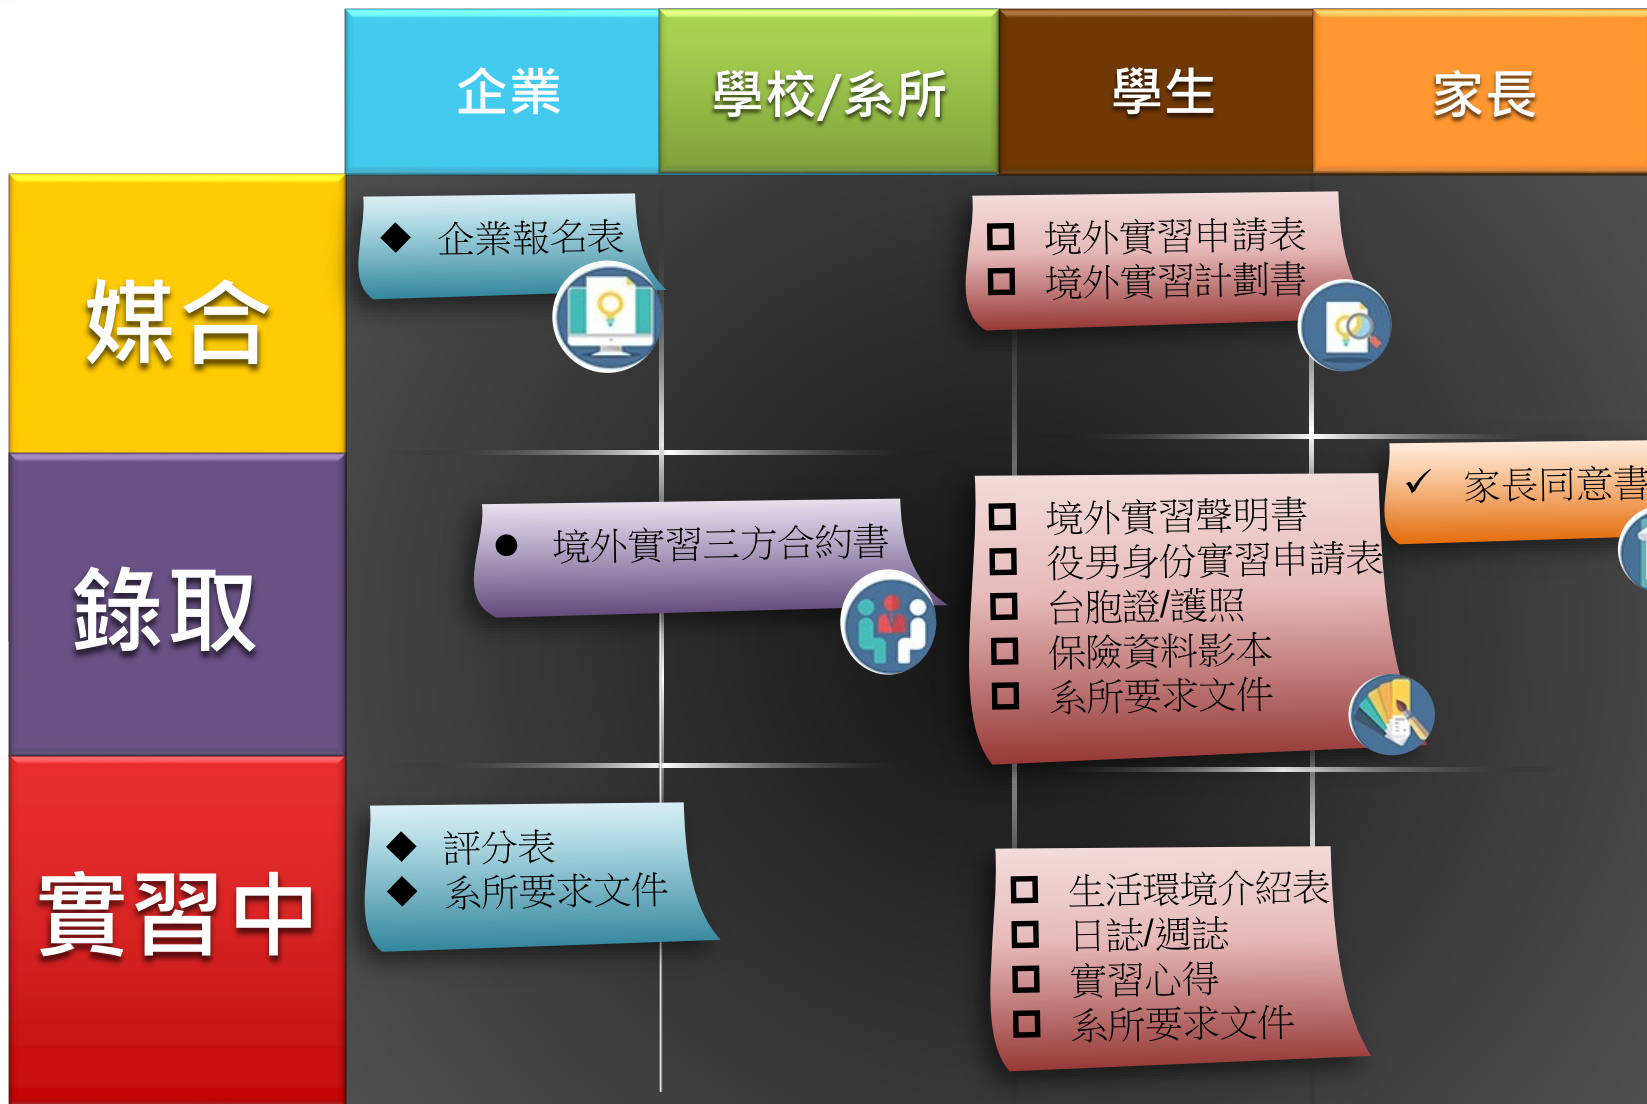 企業
學校/系所
學生
家長
媒合
企業報名表
境外實習申請表
境外實習計劃書
錄取
境外實習三方合約書
境外實習聲明書
役男身份實習申請表
台胞證/護照
保險資料影本
系所要求文件
家長同意書
實習中
評分表
系所要求文件
生活環境介紹表
日誌/週誌
實習心得
系所要求文件